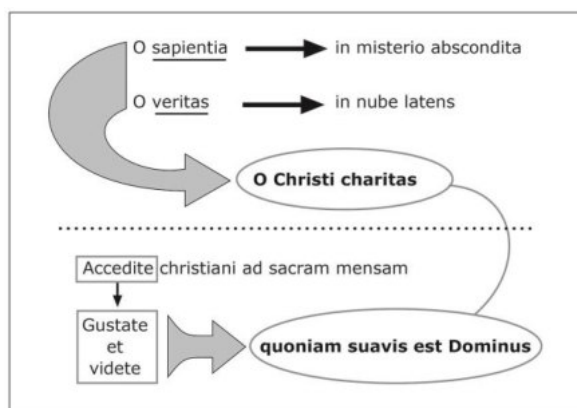 O sapientia in misterio abscondita
O veritas in nube latens
O Christi charitas
Accedite christiani ad sacram mensam
Gustate
et
videte
quoniam suavis est Dominus